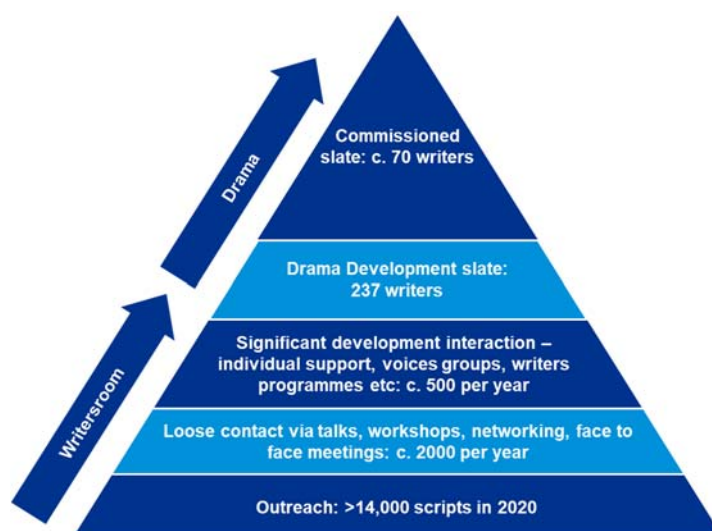 Commissioned
slate: c. 70 writers
Drama
Drama Development slate:
237 writers
Significant development interaction –
individual support, voices groups, writers
programmes etc: c. 500 per year
Writersroom
Loose contact via talks, workshops, networking, face to
face meetings: c. 2000 per year
Outreach: >14,000 scripts in 2020